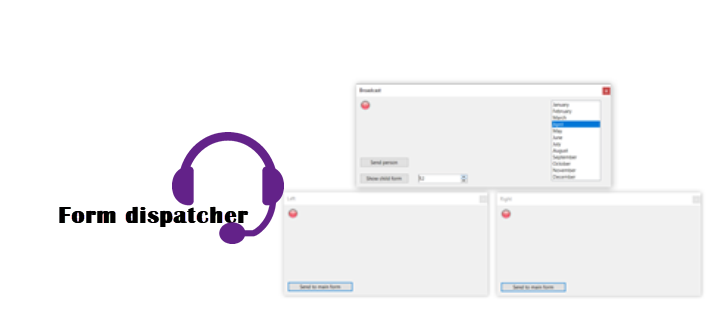 Form dispatcher
Broadcast
January
February
March
April
May
June
July
August
September
October
November
December
Send person
Show child form
Left
Send to main form
Right
Send to main form